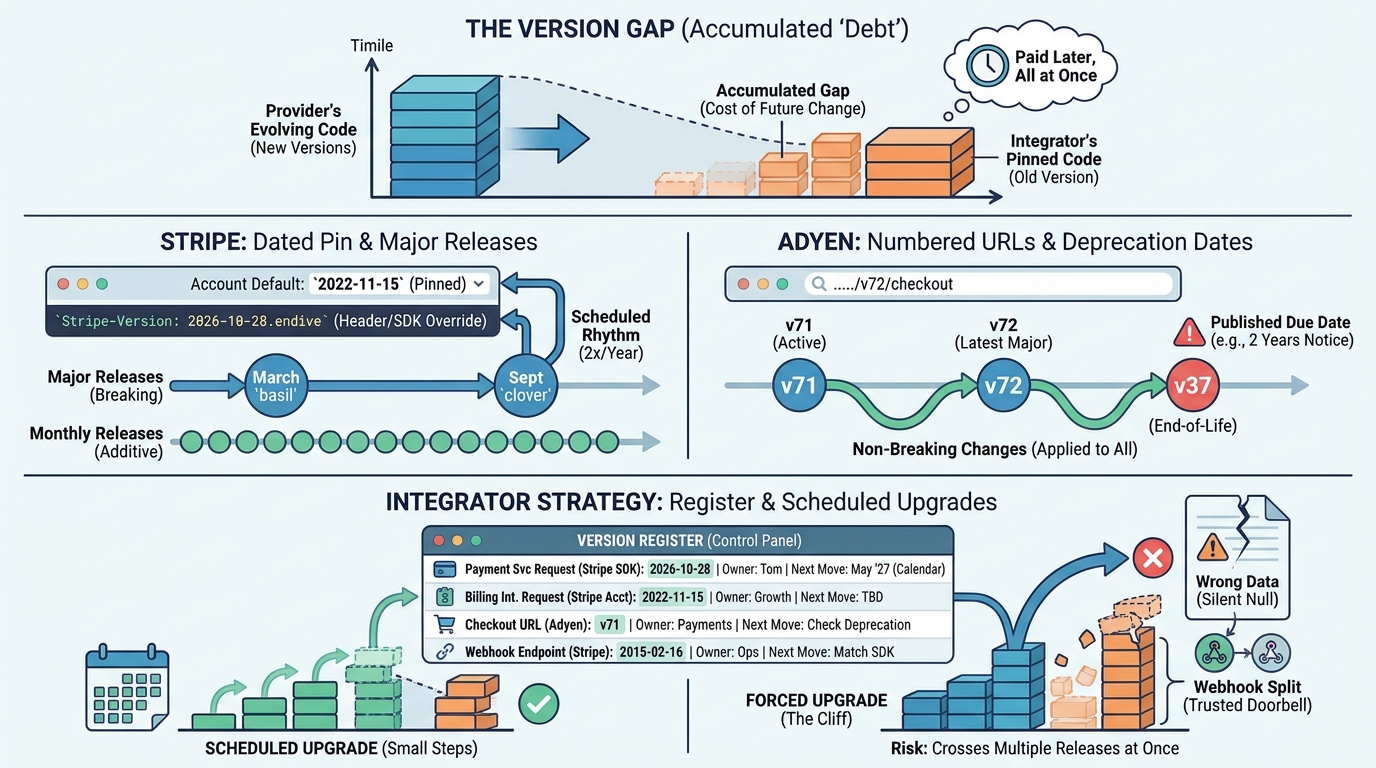 THE VERSION GAP (Accumulated ‘Debt’)
Timile
Paid Later,
All at Once
Accumulated Gap
(Cost of Future Change)
Provider's
Evolving Code
(New Versions)
Integrator's
Pinned Code
(Old Version)
STRIPE: Dated Pin & Major Releases
Account Default: `2022-11-15` (Pinned)
`Stripe-Version: 2026-10-28.endive` (Header/SDK Override)
Scheduled
Rhythm
(2x/Year)
Major Releases
(Breaking)
March
`basil'
Sept
`clover'
Monthly Releases
(Additive)
ADYEN: Numbered URLs & Deprecation Dates
...../v72/checkout
v71
(Active)
v72
(Latest Major)
Published Due Date
(e.g., 2 Years Notice)
v71
v72
v37
(End-of-Life)
Non-Breaking Changes (Applied to All)
INTEGRATOR STRATEGY: Register & Scheduled Upgrades
VERSION REGISTER (Control Panel)
Payment Svc Request (Stripe SDK): 2026-10-28 | Owner: Tom | Next Move: May '27 (Calendar)
Biilling Int. Request (Stripe Acct): 2022-11-15 | Owner: Growth | Next Move: TBD
Checkout URL (Adyen): v71 | Owner: Payments | Next Move: Check Deprecation
Webhook Endpoint (Stripe): 2015-02-16 | Owner: Ops | Next Move: Match SDK
SCHEDULED UPGRADE (Small Steps)
FORCED UPGRADE
(The Cliff)
Wrong Data
(Silent Null)
Webhook Split
(Trusted Doorbell)
Risk: Crosses Multiple Releases at Once